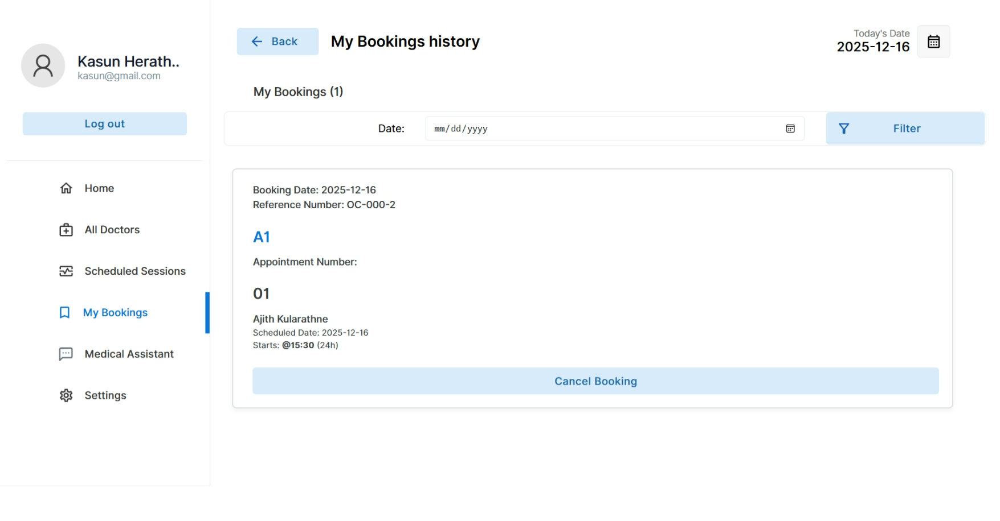 Kasun Herath..
kasun@gmail.com
Log out
Home
All Doctors
Scheduled Sessions
My Bookings
Medical Assistant
Settings
Back
My Bookings history
Today's Date
2025-12-16
My Bookings (1)
Date:
mm/dd/yyyy
Filter
Booking Date: 2025-12-16
Reference Number: OC-000-2
A1
Appointment Number:
01
Ajith Kularathne
Scheduled Date: 2025-12-16
Starts: @15:30 (24h)
Cancel Booking